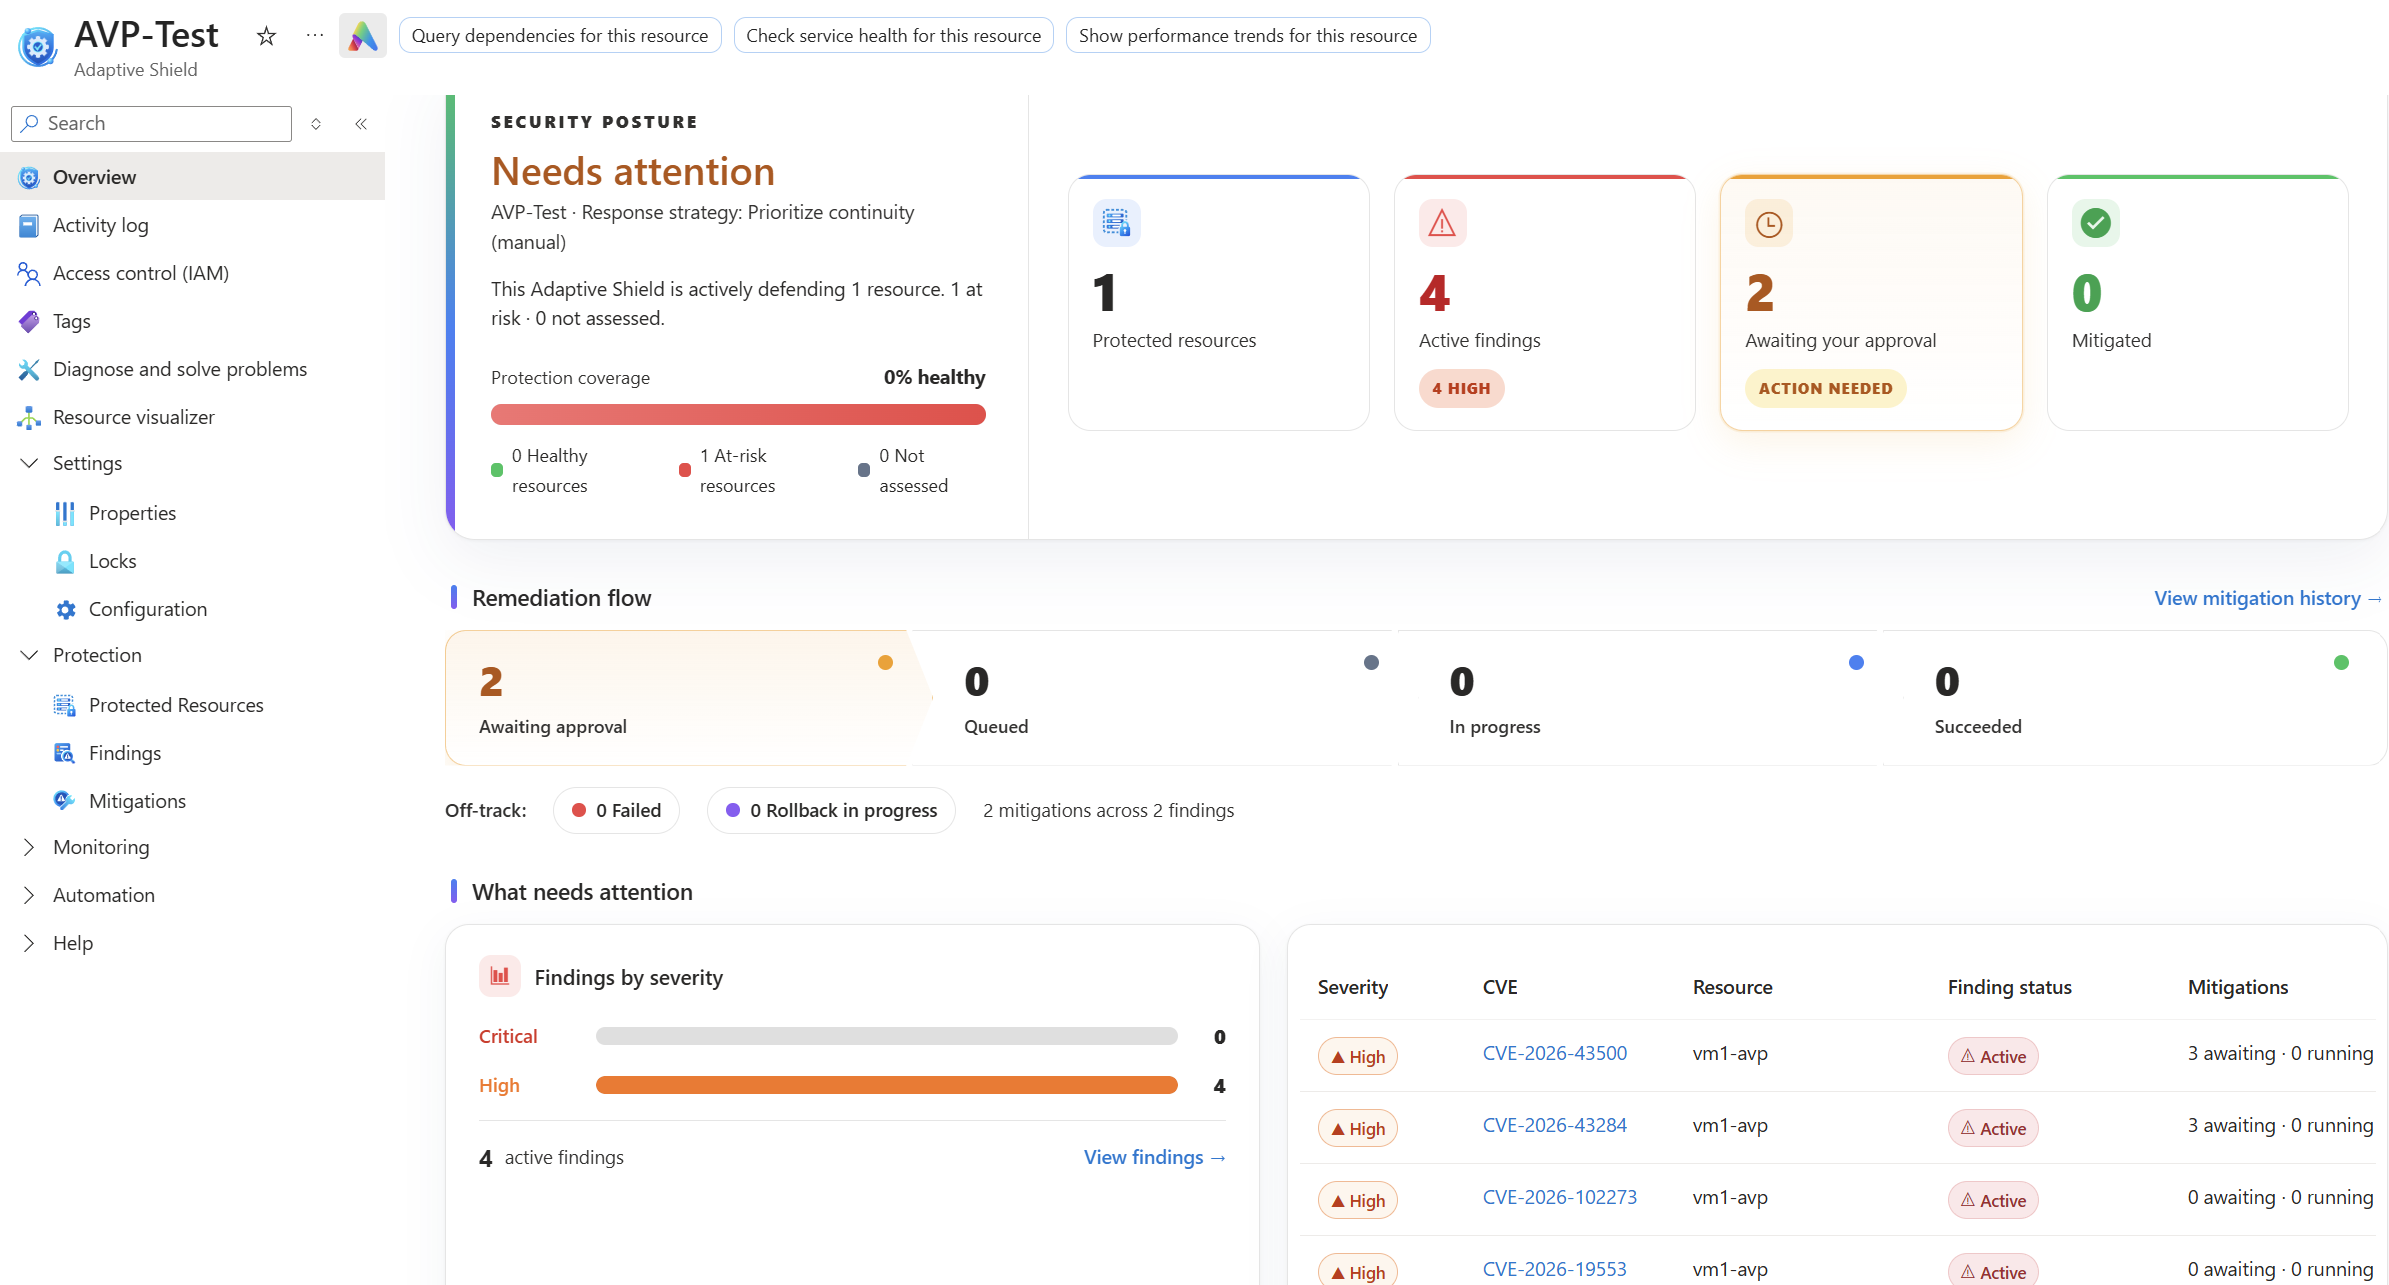 AVP-Test
Adaptive Shield
Query dependencies for this resource
Check service health for this resource
Show performance trends for this resource
Search
Overview
Activity log
Access control (IAM)
Tags
Diagnose and solve problems
Resource visualizer
Settings
Properties
Locks
Configuration
Protection
Protected Resources
Findings
Mitigations
Monitoring
Automation
Help
SECURITY POSTURE
Needs attention
AVP-Test · Response strategy: Prioritize continuity
(manual)
This Adaptive Shield is actively defending 1 resource. 1 at
risk · 0 not assessed.
Protection coverage 0% healthy
0 Healthy
resources
1 At-risk
resources
0 Not
assessed
1
Protected resources
4
Active findings
4 HIGH
2
Awaiting your approval
ACTION NEEDED
0
Mitigated
Remediation flow
View mitigation history →
2
Awaiting approval
0
Queued
0
In progress
0
Succeeded
Off-track: 0 Failed 0 Rollback in progress 2 mitigations across 2 findings
What needs attention
Findings by severity
Critical 0
High 4
4 active findings View findings →
Severity CVE Resource Finding status Mitigations
High CVE-2026-43500 vm1-avp Active 3 awaiting · 0 running
High CVE-2026-43284 vm1-avp Active 3 awaiting · 0 running
High CVE-2026-102273 vm1-avp Active 0 awaiting · 0 running
High CVE-2026-19553 vm1-avp Active 0 awaiting · 0 running